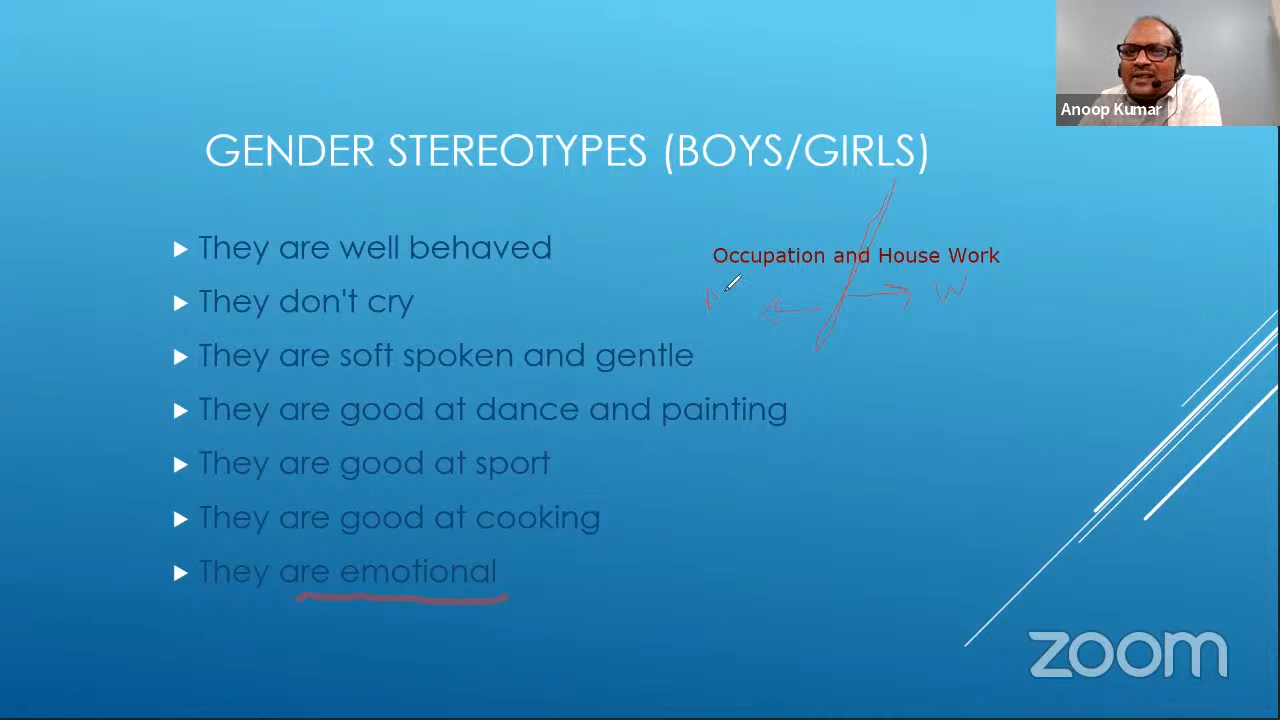 Anoop Kumar
GENDER STEREOTYPES (BOYS/GIRLS)
They are well behaved
Occupation and House Work
They don't cry
W
They are soft spoken and gentle
They are good at dance and painting
They are good at sport
They are good at cooking
They are emotional
zoom